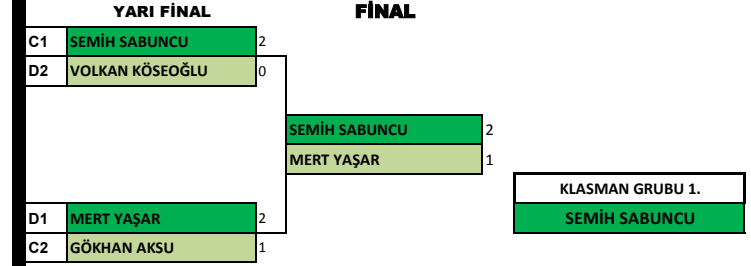 YARI FİNAL FİNAL
C1 SEMİH SABUNCU 2
D2 VOLKAN KÖSEOĞLU 0
SEMİH SABUNCU 2
MERT YAŞAR 1
KLASMAN GRUBU 1.
D1 MERT YAŞAR 2 SEMİH SABUNCU
C2 GÖKHAN AKSU 1